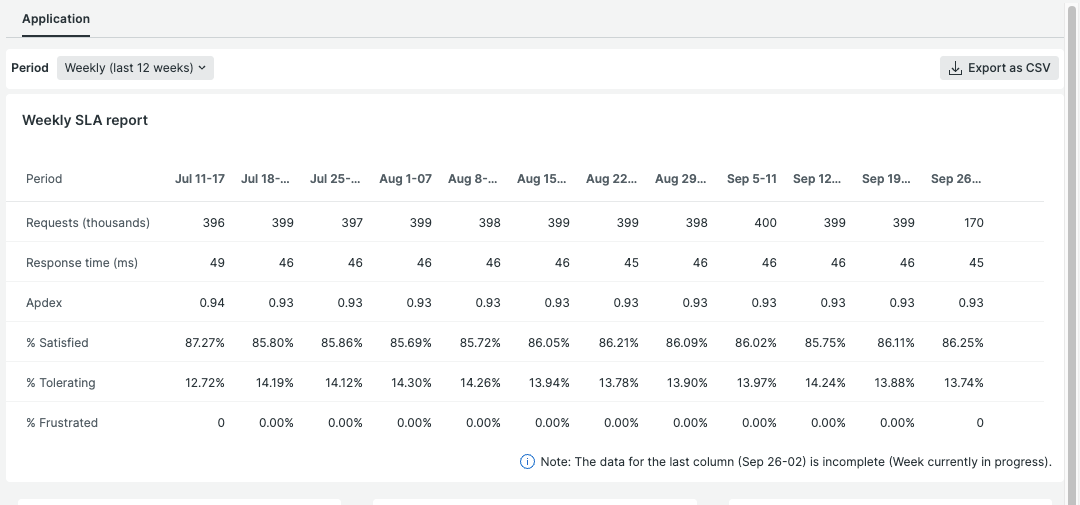 Application
Period Weekly (last 12 weeks) Export as CSV
Weekly SLA report
Period Jul 11-17 Jul 18-... Jul 25-... Aug 1-07 Aug 8-... Aug 15... Aug 22... Aug 29... Sep 5-11 Sep 12... Sep 19... Sep 26...
Requests (thousands) 396 399 397 399 398 399 399 398 400 399 399 170
Response time (ms) 49 46 46 46 46 46 45 46 46 46 46 45
Apdex 0.94 0.93 0.93 0.93 0.93 0.93 0.93 0.93 0.93 0.93 0.93 0.93
% Satisfied 87.27% 85.80% 85.86% 85.69% 85.72% 86.05% 86.21% 86.09% 86.02% 85.75% 86.11% 86.25%
% Tolerating 12.72% 14.19% 14.12% 14.30% 14.26% 13.94% 13.78% 13.90% 13.97% 14.24% 13.88% 13.74%
% Frustrated 0 0.00% 0.00% 0.00% 0.00% 0.00% 0.00% 0.00% 0.00% 0.00% 0.00% 0
Note: The data for the last column (Sep 26-02) is incomplete (Week currently in progress).